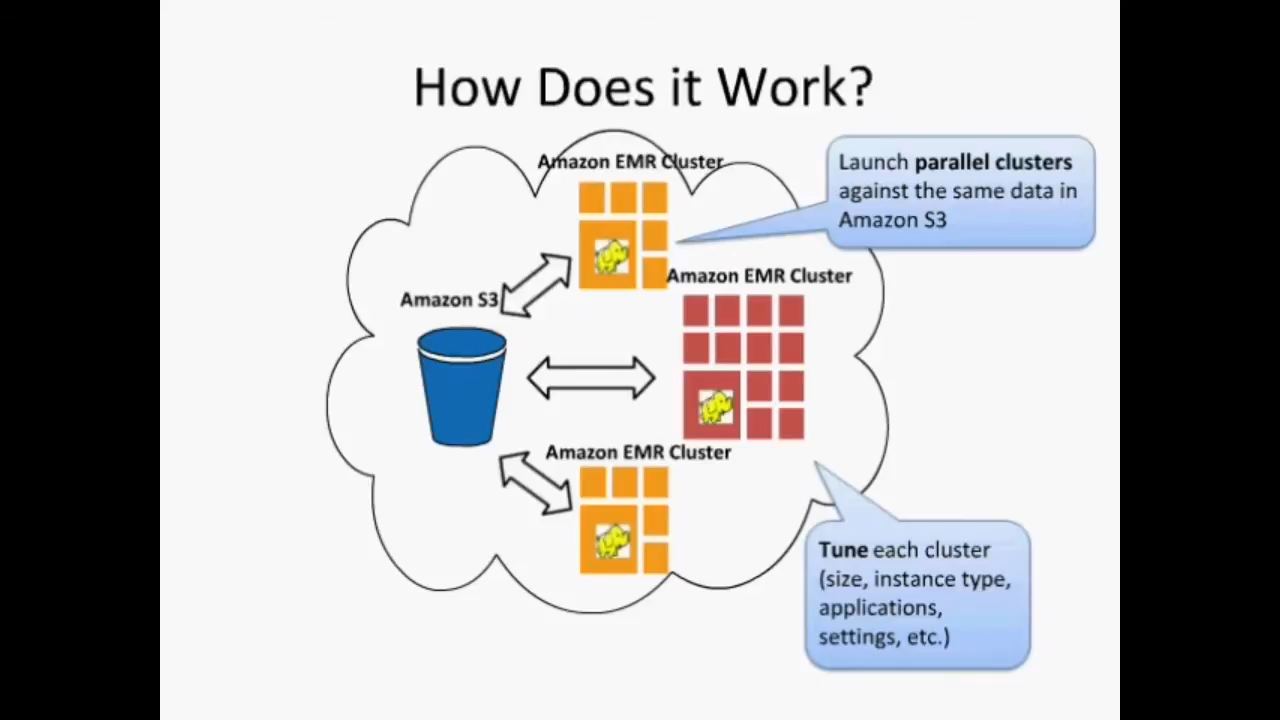 How Does it Work?
Amazon EMR Cluster
Launch parallel clusters
against the same data in
Amazon S3
Amazon EMR Cluster
Amazon S3
Amazon EMR Cluster
Tune each cluster
(size, instance type,
applications,
settings, etc.)